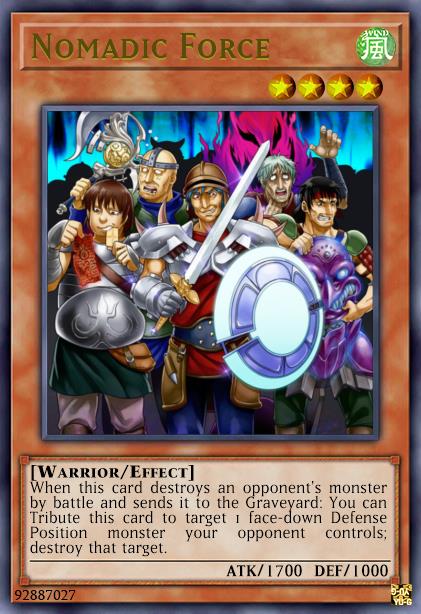 Nomadic Force
WIND
風
[Warrior/Effect]
When this card destroys an opponent's monster
by battle and sends it to the Graveyard: You can
Tribute this card to target 1 face-down Defense
Position monster your opponent controls;
destroy that target.
ATK/1700 DEF/1000
92887027